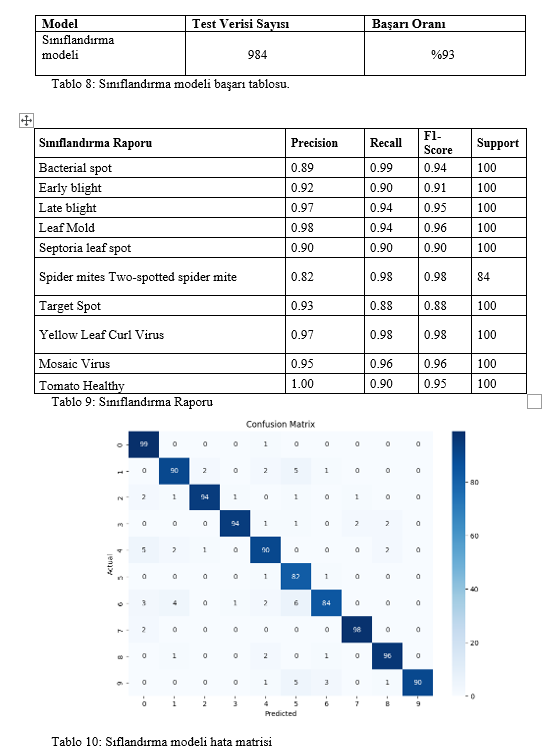 Model Test Verisi Sayısı Başarı Oranı
Sınıflandırma
modeli 984 %93
Tablo 8: Sınıflandırma modeli başarı tablosu.
Sınıflandırma Raporu Precision Recall F1-
Score Support
Bacterial spot 0.89 0.99 0.94 100
Early blight 0.92 0.90 0.91 100
Late blight 0.97 0.94 0.95 100
Leaf Mold 0.98 0.94 0.96 100
Septoria leaf spot 0.90 0.90 0.90 100
Spider mites Two-spotted spider mite 0.82 0.98 0.98 84
Target Spot 0.93 0.88 0.88 100
Yellow Leaf Curl Virus 0.97 0.98 0.98 100
Mosaic Virus 0.95 0.96 0.96 100
Tomato Healthy 1.00 0.90 0.95 100
Tablo 9: Sınıflandırma Raporu
Confusion Matrix
0 99 0 0 0 1 0 0 0 0 0
1 0 90 2 0 2 5 1 0 0 0
80
2 2 1 94 1 0 1 0 1 0 0
3 0 0 0 94 1 1 0 2 2 0
60
4 5 2 1 0 90 0 0 0 2 0
Actual
5 0 0 0 0 1 82 1 0 0 0
40
6 3 4 0 1 2 6 84 0 0 0
7 2 0 0 0 0 0 0 98 0 0
20
8 0 1 0 0 2 0 1 0 96 0
9 0 0 0 0 1 5 3 0 1 90
0
0 1 2 3 4 5 6 7 8 9
Predicted
Tablo 10: Sıflandırma modeli hata matrisi